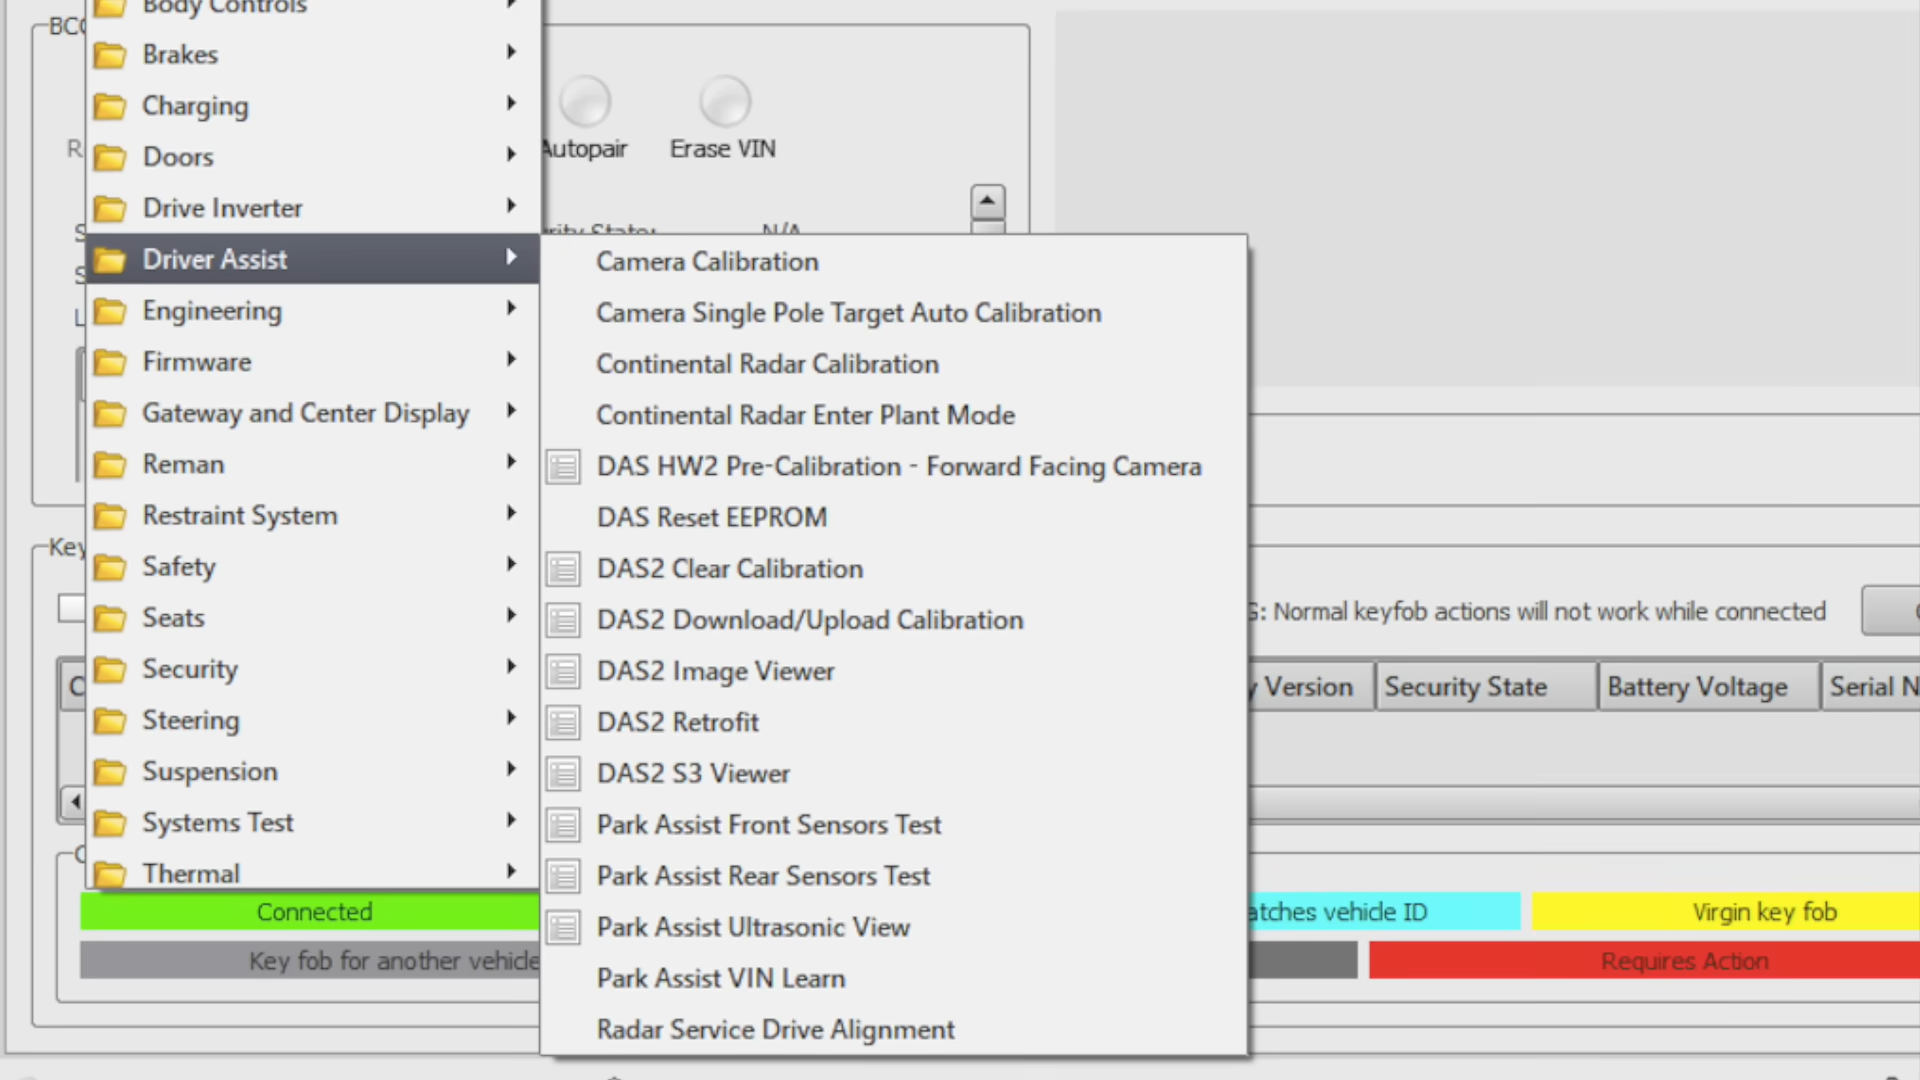 Body Controls
Brakes
Charging
Doors
Drive Inverter
Driver Assist
Engineering
Firmware
Gateway and Center Display
Reman
Restraint System
Safety
Seats
Security
Steering
Suspension
Systems Test
Thermal
Autopair
Erase VIN
N/A
Camera Calibration
Camera Single Pole Target Auto Calibration
Continental Radar Calibration
Continental Radar Enter Plant Mode
DAS HW2 Pre-Calibration - Forward Facing Camera
DAS Reset EEPROM
DAS2 Clear Calibration
DAS2 Download/Upload Calibration
DAS2 Image Viewer
DAS2 Retrofit
DAS2 S3 Viewer
Park Assist Front Sensors Test
Park Assist Rear Sensors Test
Park Assist Ultrasonic View
Park Assist VIN Learn
Radar Service Drive Alignment
Key
G: Normal keyfob actions will not work while connected
y Version
Security State
Battery Voltage
Serial N
Connected
atches vehicle ID
Virgin key fob
Key fob for another vehicle
Requires Action